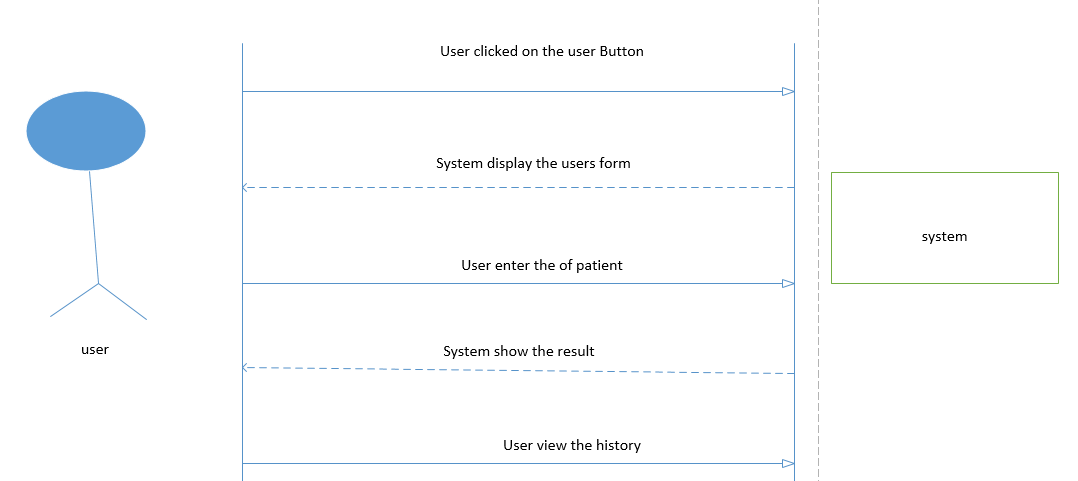 User clicked on the user Button
System display the users form
system
User enter the of patient
user
System show the result
User view the history